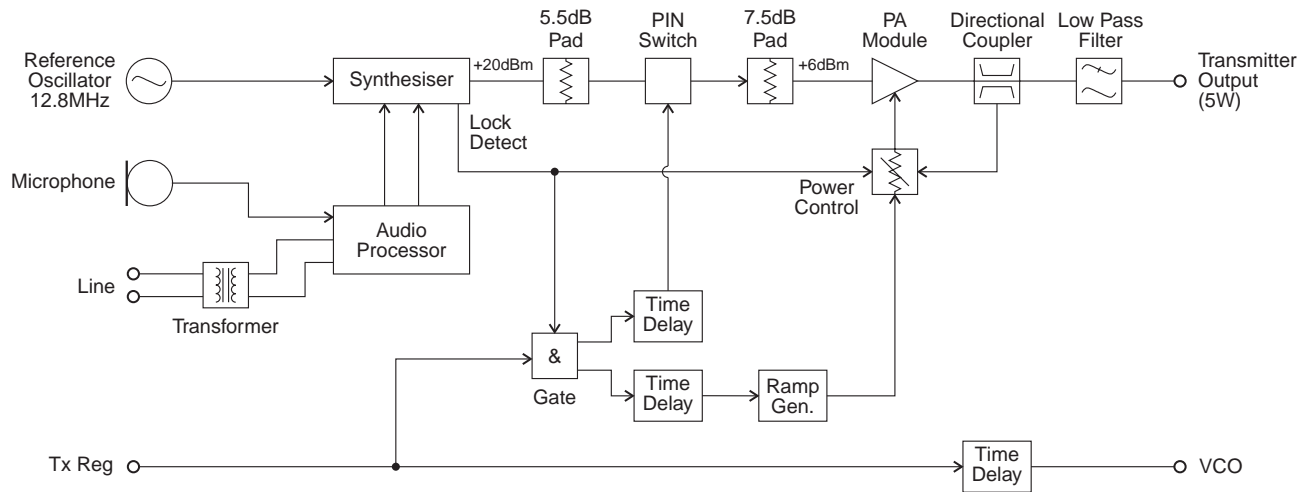 5.5dB
Pad
PIN
Switch
7.5dB
Pad
PA
Module
Directional
Coupler
Low Pass
Filter
Reference
Oscillator
12.8MHz
Synthesiser
+20dBm
+6dBm
Transmitter
Output
(5W)
Lock
Detect
Microphone
Power
Control
Audio
Processor
Line
Transformer
Time
Delay
&
Gate
Time
Delay
Ramp
Gen.
Tx Reg
Time
Delay
VCO